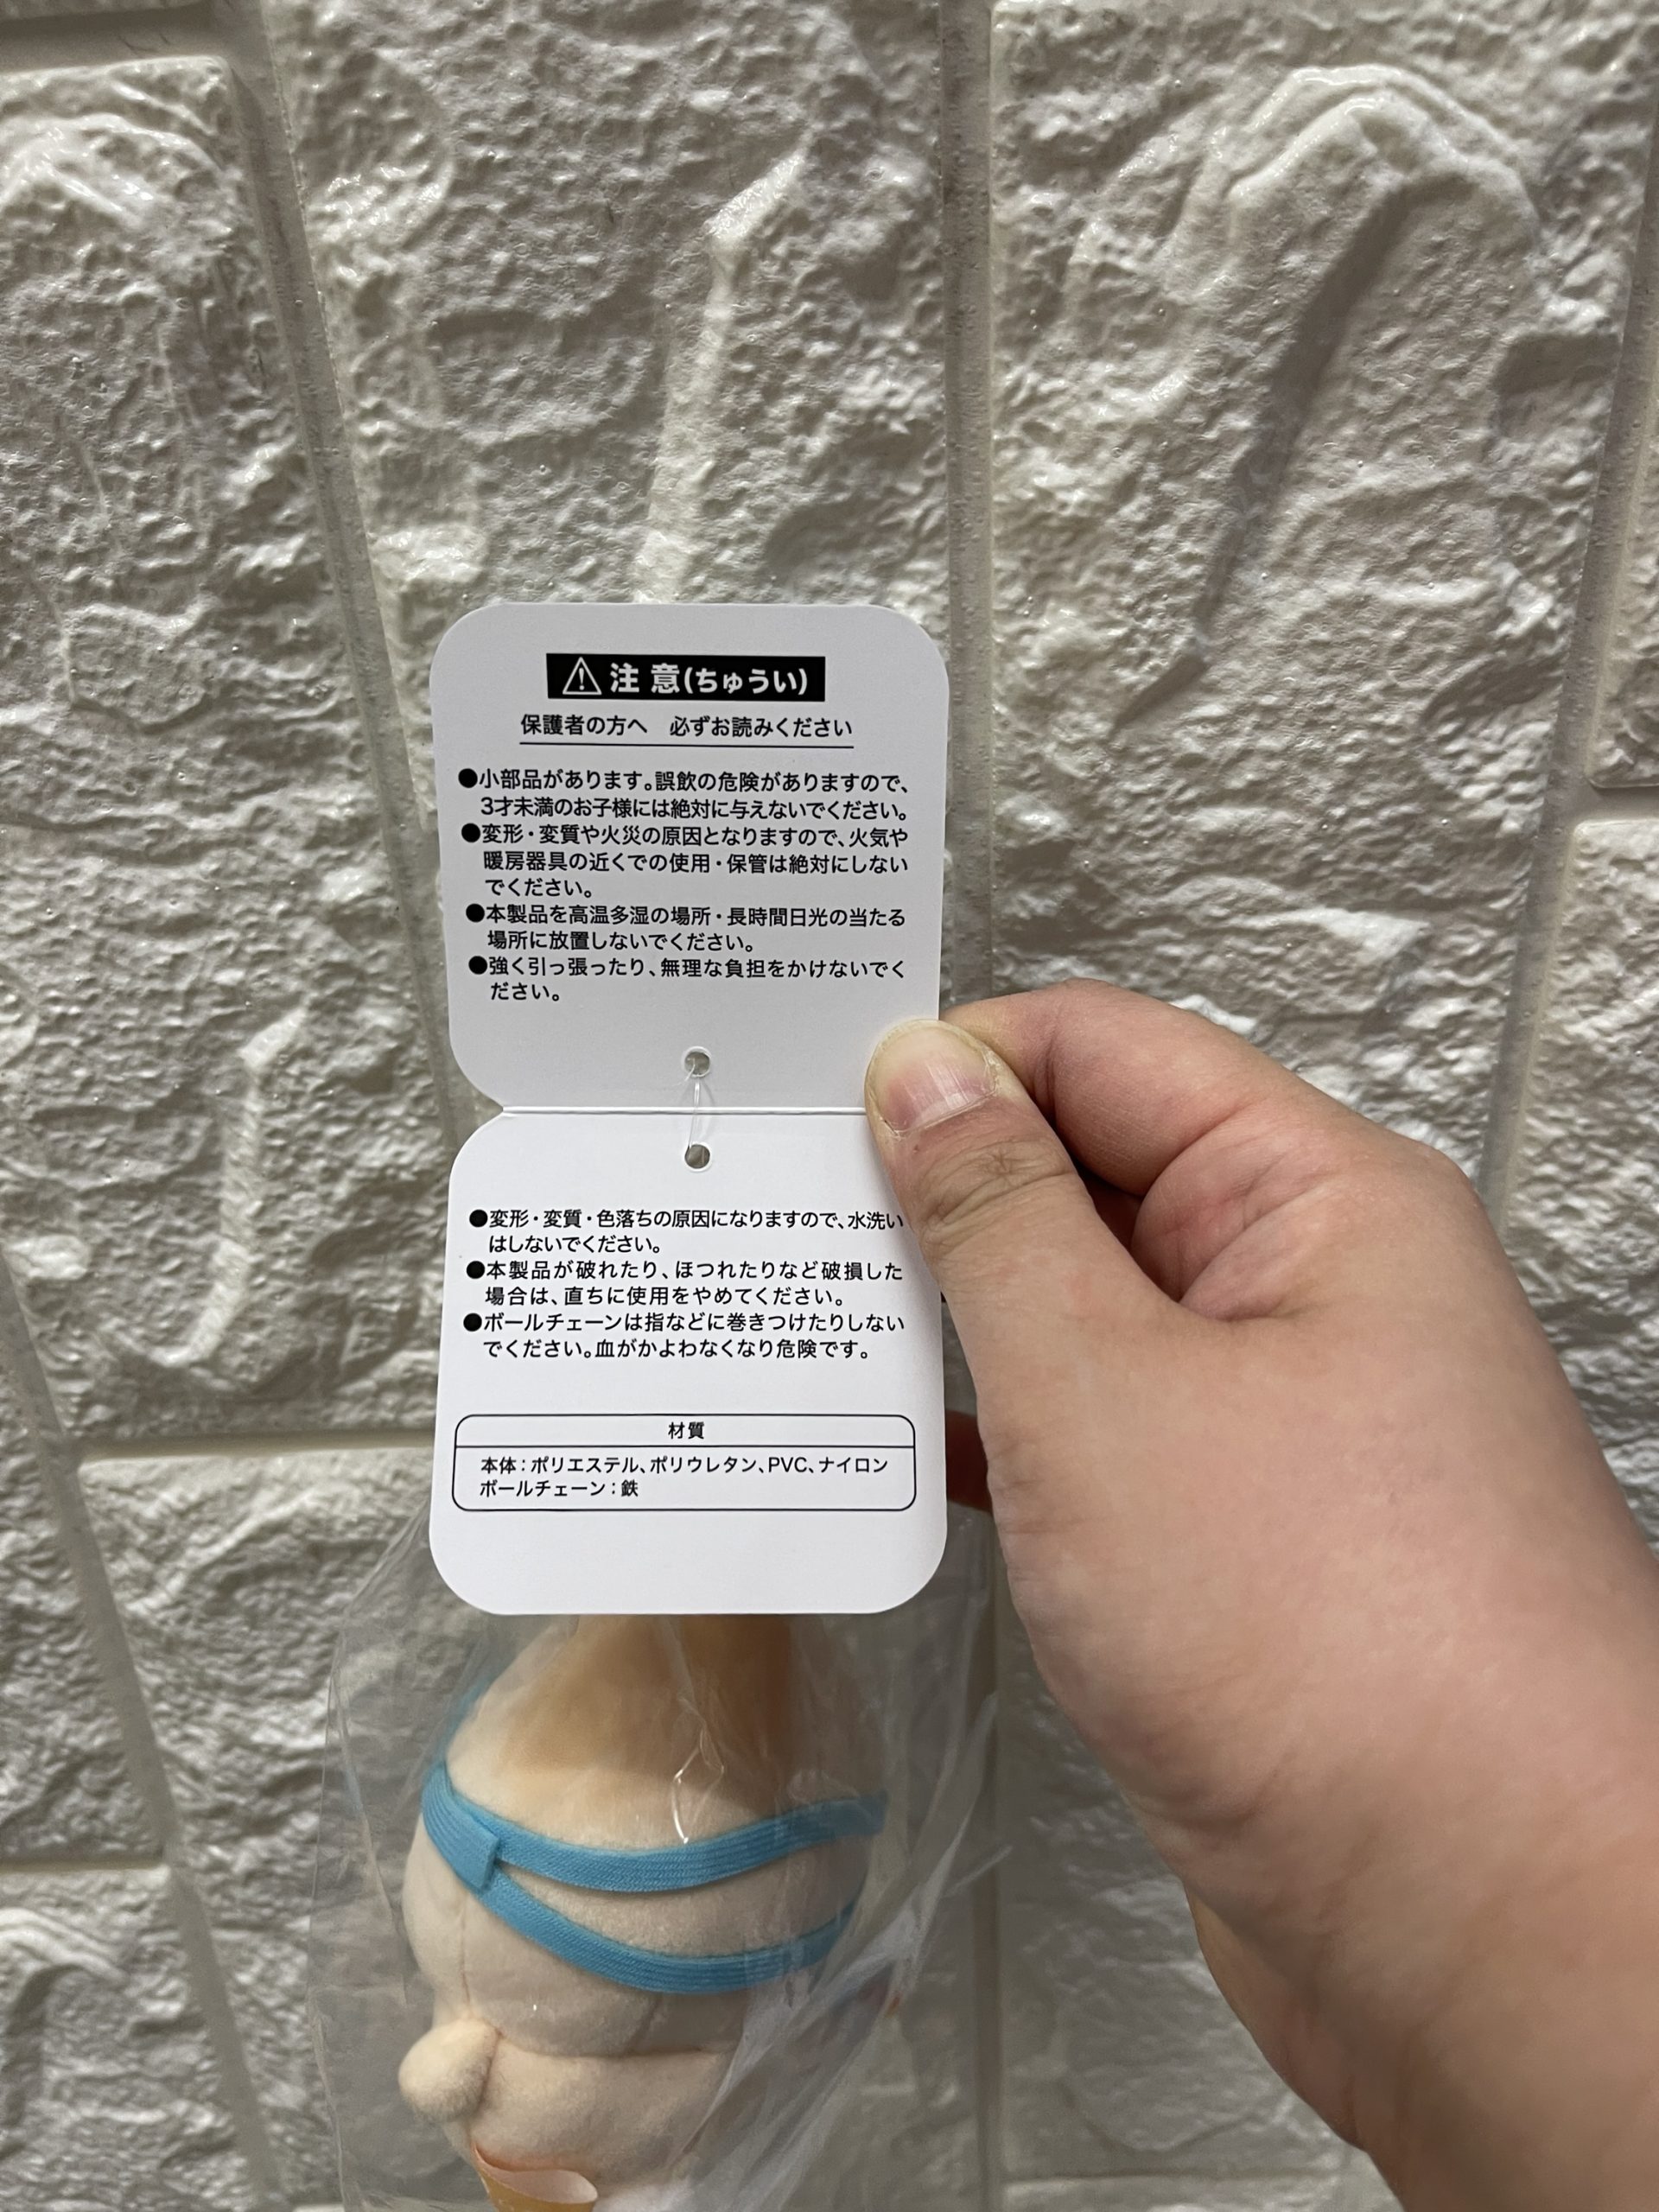 ⚠ 注 意(ちゅうい)
保護者の方へ 必ずお読みください
●小部品があります。誤飲の危険がありますので、
3才未満のお子様には絶対に与えないでください。
●変形・変質や火災の原因となりますので、火気や
暖房器具の近くでの使用・保管は絶対にしない
でください。
●本製品を高温多湿の場所・長時間日光の当たる
場所に放置しないでください。
●強く引っ張ったり、無理な負担をかけないでく
ださい。
●変形・変質・色落ちの原因になりますので、水洗い
はしないでください。
●本製品が破れたり、ほつれたりなど破損した
場合は、直ちに使用をやめてください。
●ボールチェーンは指などに巻きつけたりしない
でください。血がかよわなくなり危険です。
材質
本体：ポリエステル、ポリウレタン、PVC、ナイロン
ボールチェーン：鉄